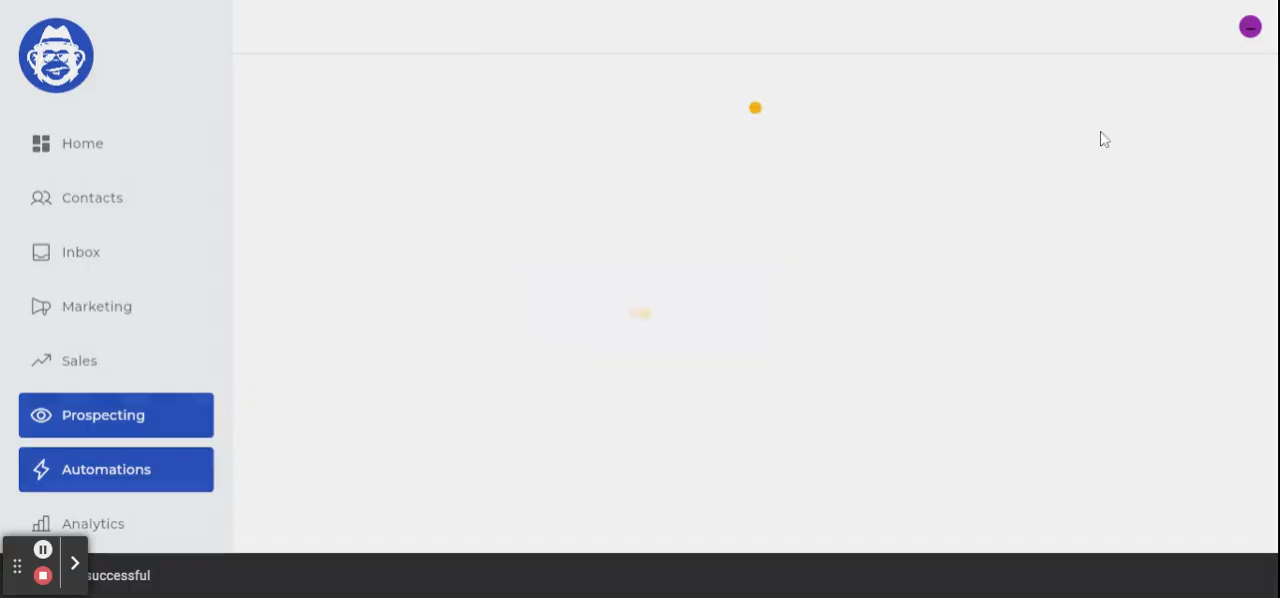 Home
Contacts
Inbox
Marketing
Sales
Prospecting
Automations
Analytics
successful